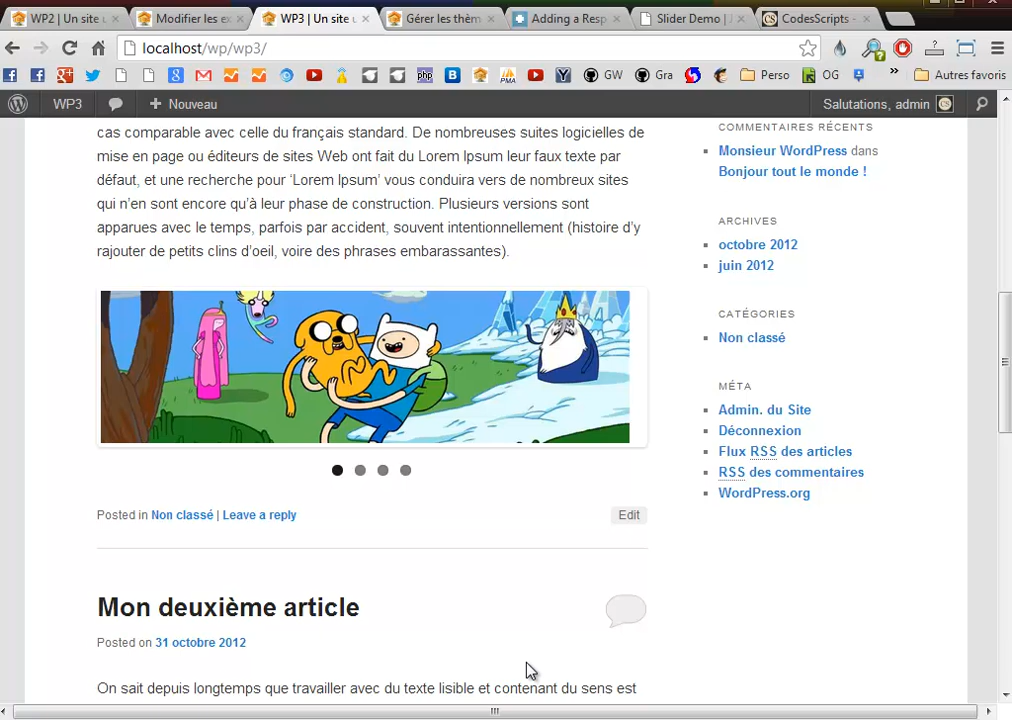 WP2 | Un site u
Modifier les ex
WP3 | Un site u
Gérer les thèm
Adding a Resp
Slider Demo | J
CodesScripts -
localhost/wp/wp3/
php
PMA
GW
Gra
Perso
OG
»
Autres favoris
WP3
Nouveau
Salutations, admin
cas comparable avec celle du français standard. De nombreuses suites logicielles de
mise en page ou éditeurs de sites Web ont fait du Lorem Ipsum leur faux texte par
défaut, et une recherche pour ‘Lorem Ipsum’ vous conduira vers de nombreux sites
qui n’en sont encore qu’à leur phase de construction. Plusieurs versions sont
apparues avec le temps, parfois par accident, souvent intentionnellement (histoire d’y
rajouter de petits clins d’oeil, voire des phrases embarassantes).
Posted in Non classé | Leave a reply
Edit
Mon deuxième article
Posted on 31 octobre 2012
On sait depuis longtemps que travailler avec du texte lisible et contenant du sens est
COMMENTAIRES RÉCENTS
Monsieur WordPress dans
Bonjour tout le monde !
ARCHIVES
octobre 2012
juin 2012
CATÉGORIES
Non classé
MÉTA
Admin. du Site
Déconnexion
Flux RSS des articles
RSS des commentaires
WordPress.org